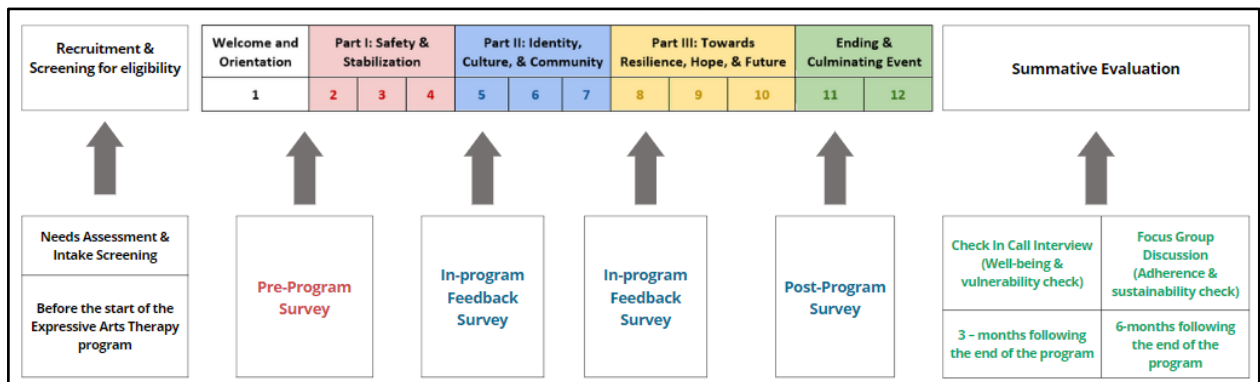 Recruitment &
Screening for eligibility
Welcome and
Orientation
Part I: Safety &
Stabilization
Part II: Identity,
Culture, & Community
Part III: Towards
Resilience, Hope, & Future
Ending &
Culminating Event
1
2
3
4
5
6
7
8
9
10
11
12
Summative Evaluation
Needs Assessment &
Intake Screening
Before the start of the
Expressive Arts Therapy
program
Pre-Program
Survey
In-program
Feedback
Survey
In-program
Feedback
Survey
Post-Program
Survey
Check In Call Interview
(Well-being &
vulnerability check)
Focus Group
Discussion
(Adherence &
sustainability check)
3 – months following
the end of the program
6-months following
the end of the
program